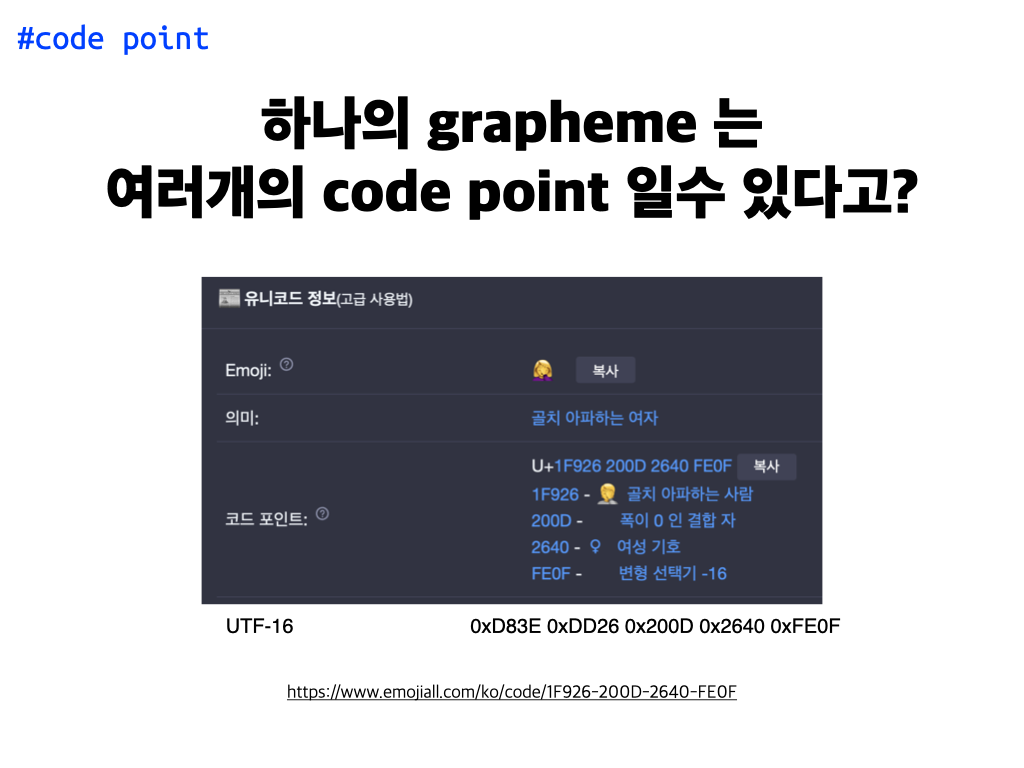 #code point
하나의 grapheme 는
여러개의 code point 일수 있다고?
유니코드 정보(고급 사용법)
Emoji: ?
🤦‍♀️ 복사
의미:
골치 아파하는 여자
U+1F926 200D 2640 FE0F 복사
1F926 - 🤦 골치 아파하는 사람
코드 포인트: ?
200D - 폭이 0 인 결합 자
2640 - ♀ 여성 기호
FE0F - 변형 선택기 -16
UTF-16 0xD83E 0xDD26 0x200D 0x2640 0xFE0F
https://www.emojiall.com/ko/code/1F926-200D-2640-FE0F